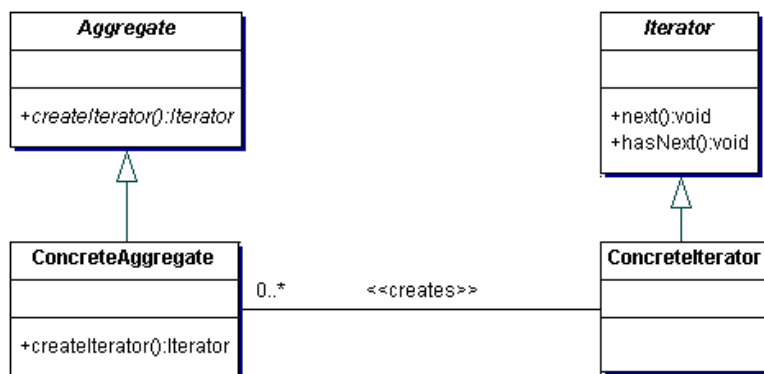 Aggregate
+createIterator():Iterator
Iterator
+next():void
+hasNext():void
ConcreteAggregate
+createIterator():Iterator
0..*
<<creates>>
ConcreteIterator